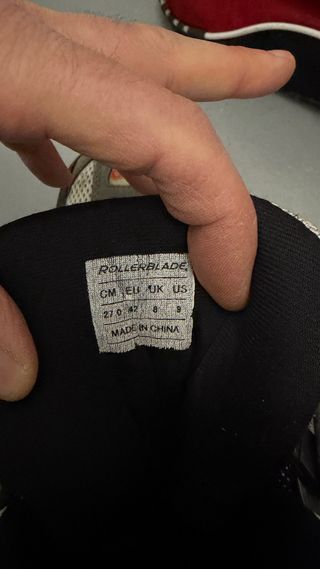 ROLLERBLADE
CM EU UK US
27.0 42 8 9
MADE IN CHINA